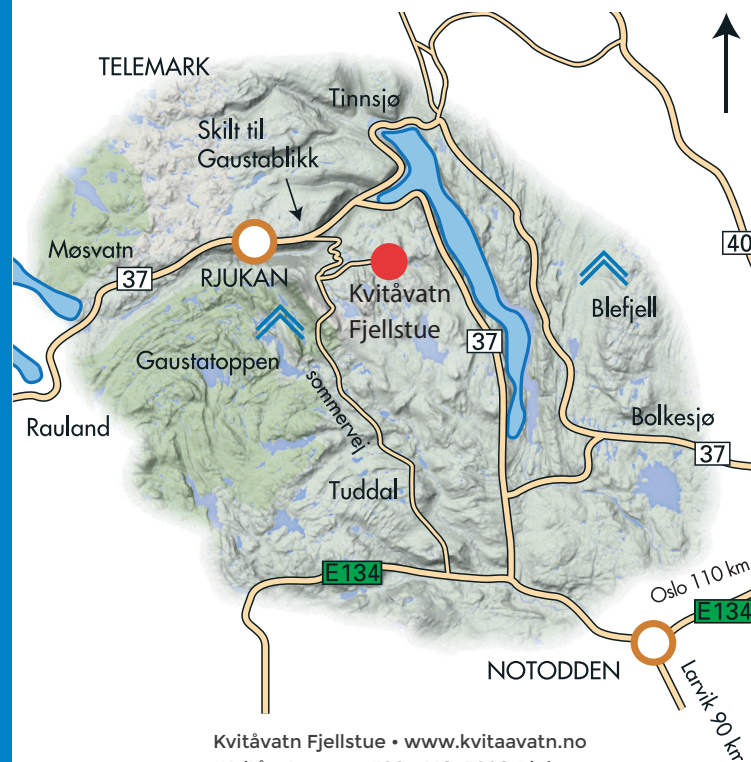 TELEMARK
Tinnsjø
Skilt til
Gaustablikk
40
Møsvatn
37
RJUKAN
Kvitåvatn
Fjellstue
Blefjell
37
Gaustatoppen
sommervej
Rauland
Bolkesjø
37
Tuddal
E134
Oslo 110 km
E134
NOTODDEN
Larvik 90 km
Kvitåvatn Fjellstue • www.kvitaavatn.no